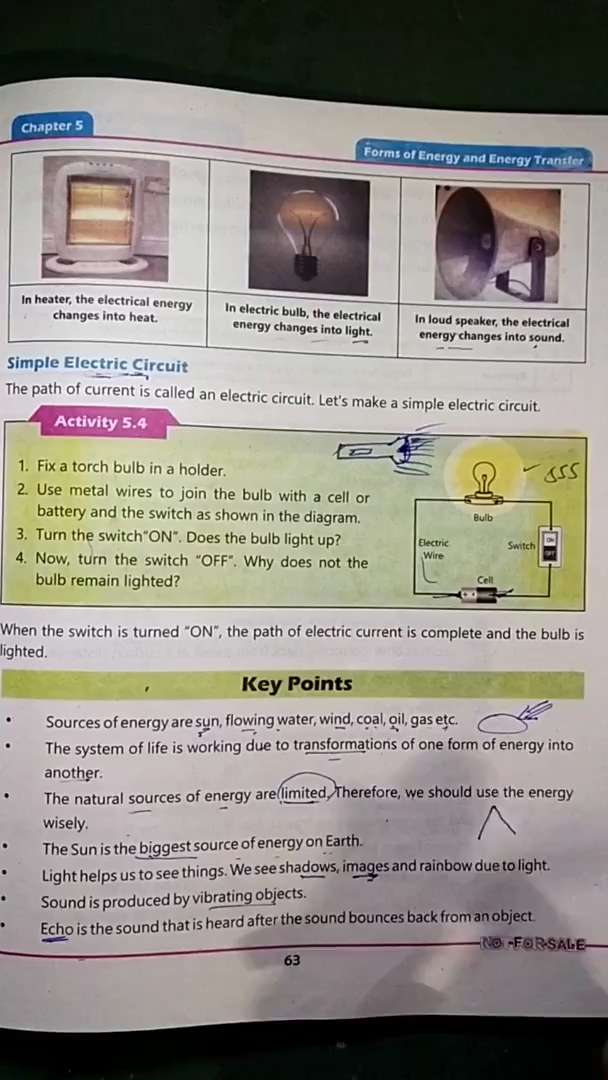 Chapter 5
Forms of Energy and Energy Transfer
In heater, the electrical energy
changes into heat.
In electric bulb, the electrical
energy changes into light.
In loud speaker, the electrical
energy changes into sound.
Simple Electric Circuit
The path of current is called an electric circuit. Let's make a simple electric circuit.
Activity 5.4
1. Fix a torch bulb in a holder.
2. Use metal wires to join the bulb with a cell or
battery and the switch as shown in the diagram.
3. Turn the switch"ON". Does the bulb light up?
4. Now, turn the switch "OFF". Why does not the
bulb remain lighted?
Bulb
Electric
Wire
Switch
ON
OFF
Cell
When the switch is turned "ON", the path of electric current is complete and the bulb is
lighted.
Key Points
• Sources of energy are sun, flowing water, wind, coal, oil, gas etc.
• The system of life is working due to transformations of one form of energy into
another.
• The natural sources of energy are limited. Therefore, we should use the energy
wisely.
• The Sun is the biggest source of energy on Earth.
• Light helps us to see things. We see shadows, images and rainbow due to light.
• Sound is produced by vibrating objects.
• Echo is the sound that is heard after the sound bounces back from an object.
NOT FOR SALE
63